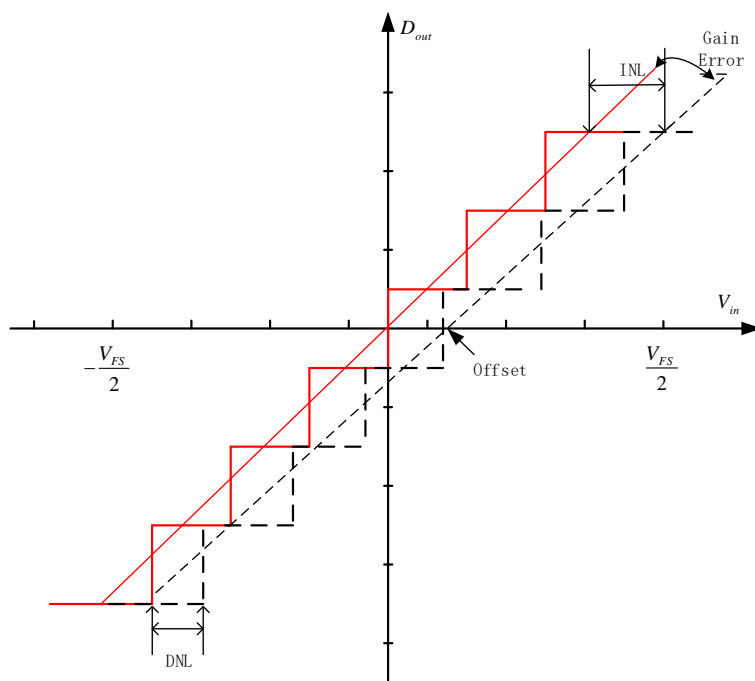 D_out
Gain
Error
INL
V_in
-V_FS/2
V_FS/2
Offset
DNL